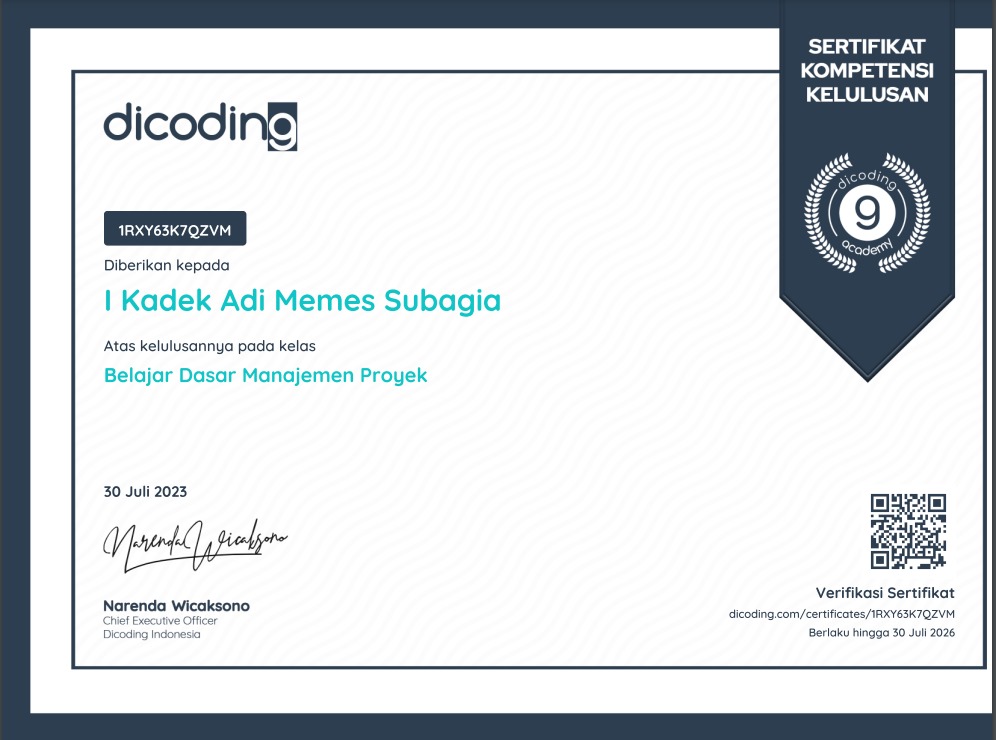 SERTIFIKAT
KOMPETENSI
KELULUSAN
dicoding
dicoding
9
academy
1RXY63K7QZVM
Diberikan kepada
I Kadek Adi Memes Subagia
Atas kelulusannya pada kelas
Belajar Dasar Manajemen Proyek
30 Juli 2023
Narenda Wicaksono
Narenda Wicaksono
Chief Executive Officer
Dicoding Indonesia
Verifikasi Sertifikat
dicoding.com/certificates/1RXY63K7QZVM
Berlaku hingga 30 Juli 2026